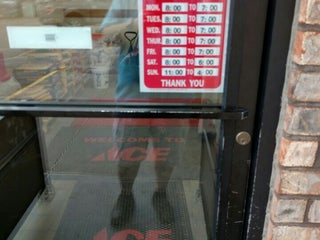 MON. 8:00 TO 7:00
TUES. 8:00 TO 7:00
WED. 8:00 TO 7:00
THUR. 8:00 TO 7:00
FRI. 8:00 TO 7:00
SAT. 8:00 TO 6:00
SUN. 11:00 TO 4:00
THANK YOU
WELCOME TO
ACE
ACE